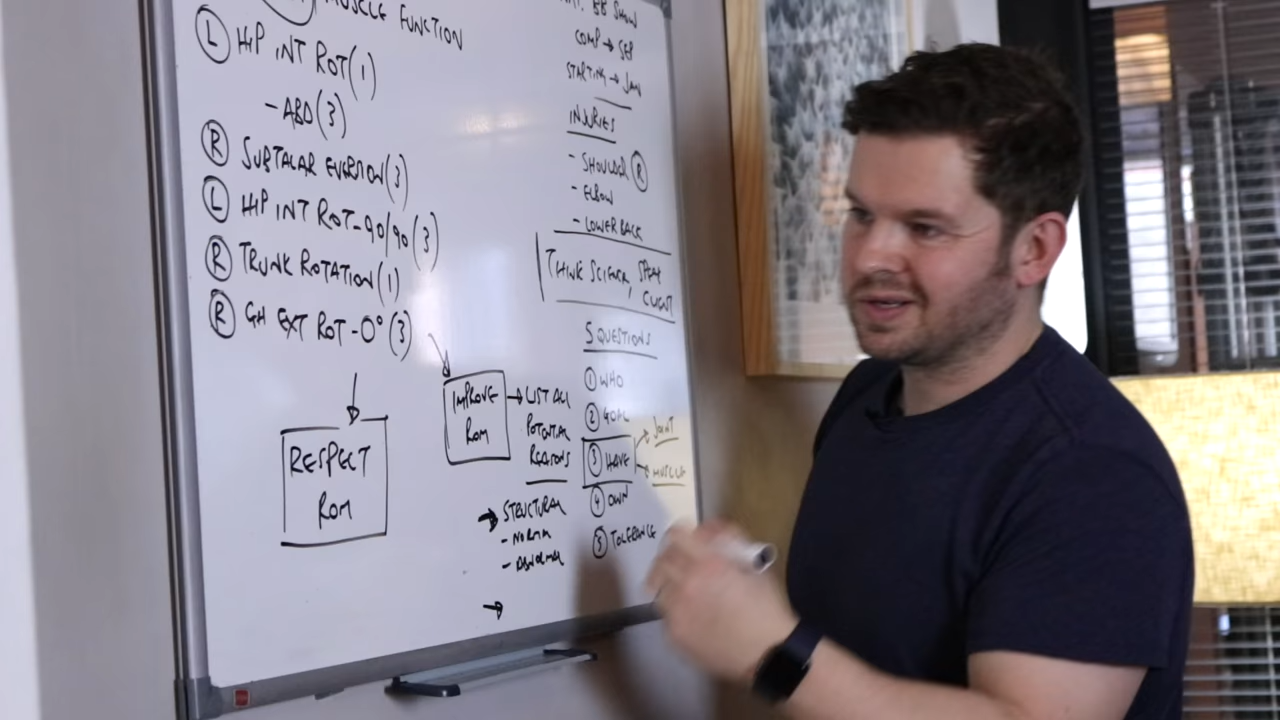 MUSCLE FUNCTION
(L) HIP INT ROT (1)
- ABD (3)
(R) SUBTALAR EVERSION (3)
(L) HIP INT ROT - 90/90 (3)
(R) TRUNK ROTATION (1)
(R) GH EXT ROT - 0° (3)
RESPECT
ROM
IMPROVE
ROM
LIST ALL
POTENTIAL
REASONS
STRUCTURAL
- NORMAL
- ABNORMAL
BB SHOW
COMP → SEP
STARTING → JAN
INJURIES
- SHOULDER (R)
- ELBOW
- LOWER BACK
THINK SCIENCE, SPEAK
CLIENT
5 QUESTIONS
① WHO
② GOAL
③ HAVE
JOINT
MUSCLE
④ OWN
⑤ TOLERANCE